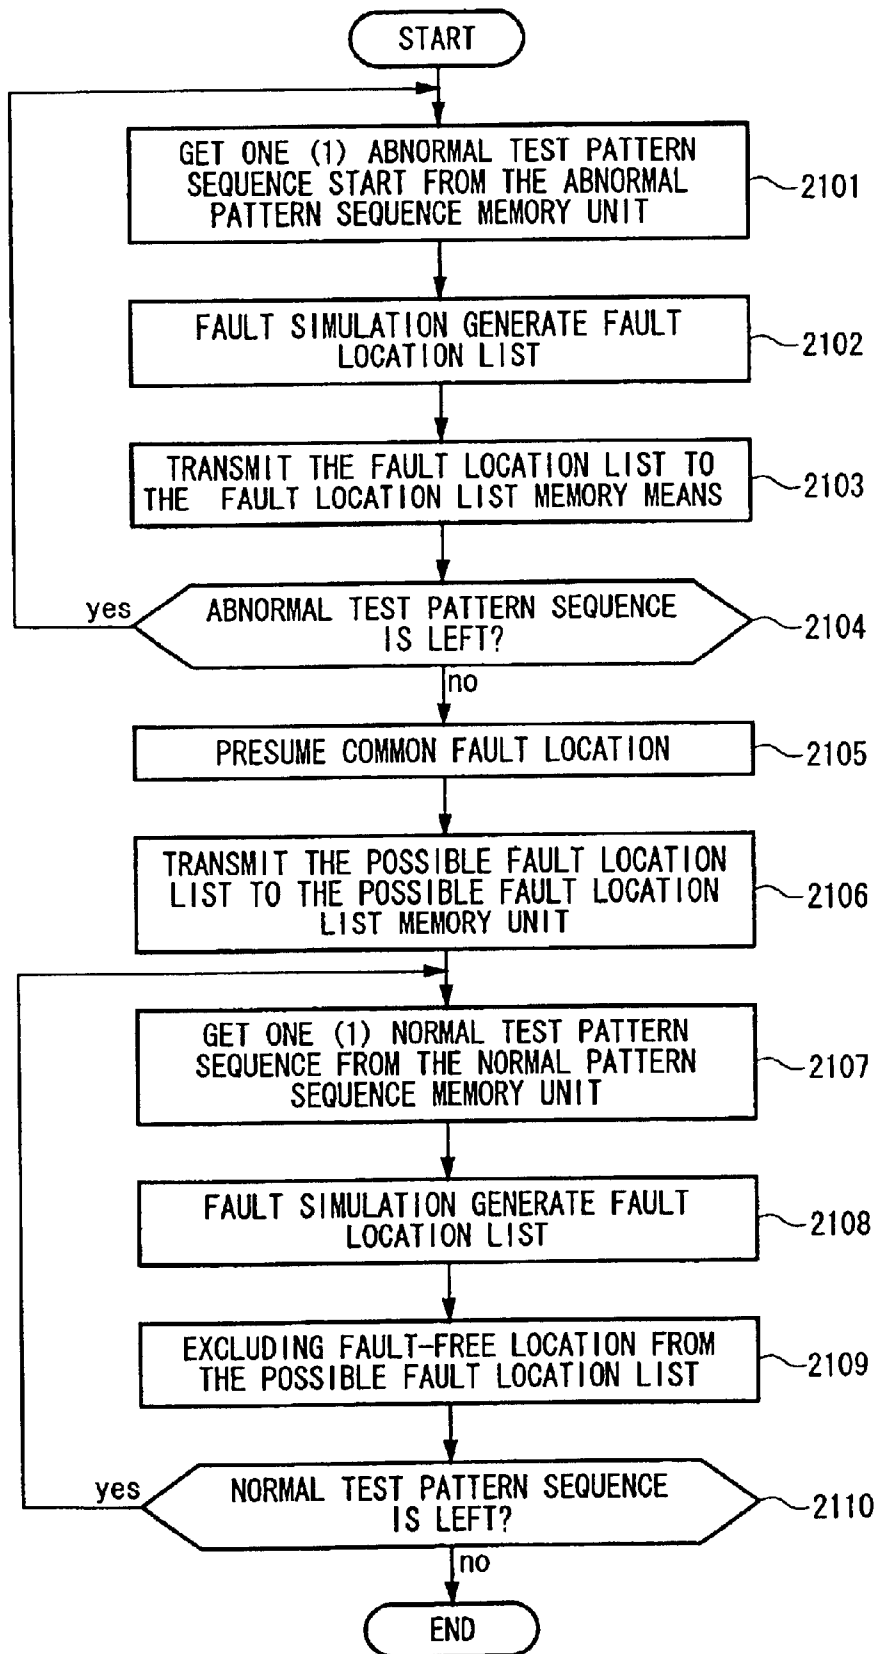 START
GET ONE (1) ABNORMAL TEST PATTERN
SEQUENCE START FROM THE ABNORMAL
PATTERN SEQUENCE MEMORY UNIT
2101
FAULT SIMULATION GENERATE FAULT
LOCATION LIST
2102
TRANSMIT THE FAULT LOCATION LIST TO
THE FAULT LOCATION LIST MEMORY MEANS
2103
yes
ABNORMAL TEST PATTERN SEQUENCE
IS LEFT?
2104
no
PRESUME COMMON FAULT LOCATION
2105
TRANSMIT THE POSSIBLE FAULT LOCATION
LIST TO THE POSSIBLE FAULT LOCATION
LIST MEMORY UNIT
2106
GET ONE (1) NORMAL TEST PATTERN
SEQUENCE FROM THE NORMAL PATTERN
SEQUENCE MEMORY UNIT
2107
FAULT SIMULATION GENERATE FAULT
LOCATION LIST
2108
EXCLUDING FAULT-FREE LOCATION FROM
THE POSSIBLE FAULT LOCATION LIST
2109
yes
NORMAL TEST PATTERN SEQUENCE
IS LEFT?
2110
no
END